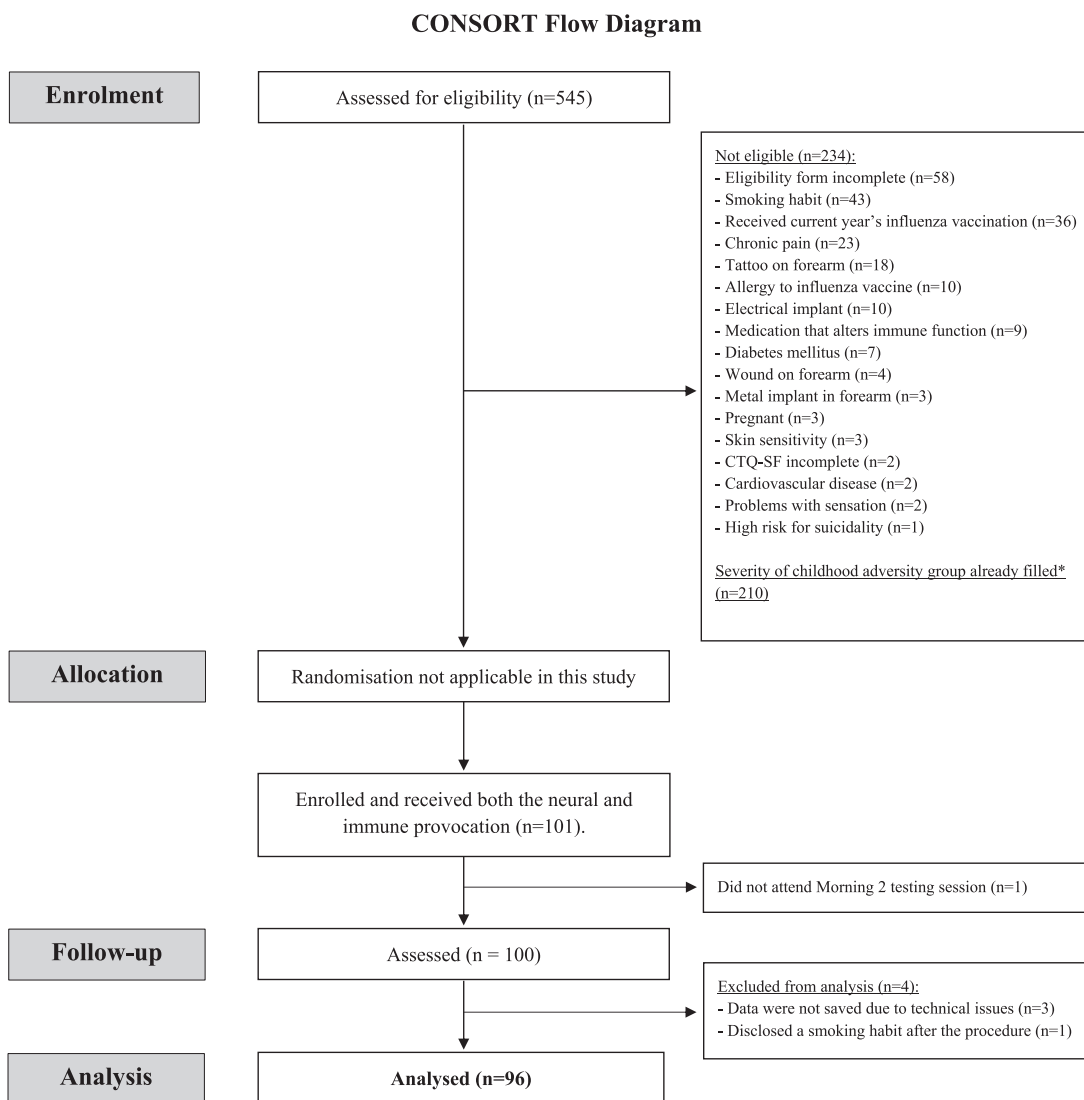 CONSORT Flow Diagram
Enrolment
Assessed for eligibility (n=545)
Not eligible (n=234):
- Eligibility form incomplete (n=58)
- Smoking habit (n=43)
- Received current year's influenza vaccination (n=36)
- Chronic pain (n=23)
- Tattoo on forearm (n=18)
- Allergy to influenza vaccine (n=10)
- Electrical implant (n=10)
- Medication that alters immune function (n=9)
- Diabetes mellitus (n=7)
- Wound on forearm (n=4)
- Metal implant in forearm (n=3)
- Pregnant (n=3)
- Skin sensitivity (n=3)
- CTQ-SF incomplete (n=2)
- Cardiovascular disease (n=2)
- Problems with sensation (n=2)
- High risk for suicidality (n=1)
Severity of childhood adversity group already filled*
(n=210)
Allocation
Randomisation not applicable in this study
Enrolled and received both the neural and
immune provocation (n=101).
Did not attend Morning 2 testing session (n=1)
Follow-up
Assessed (n = 100)
Excluded from analysis (n=4):
- Data were not saved due to technical issues (n=3)
- Disclosed a smoking habit after the procedure (n=1)
Analysis
Analysed (n=96)